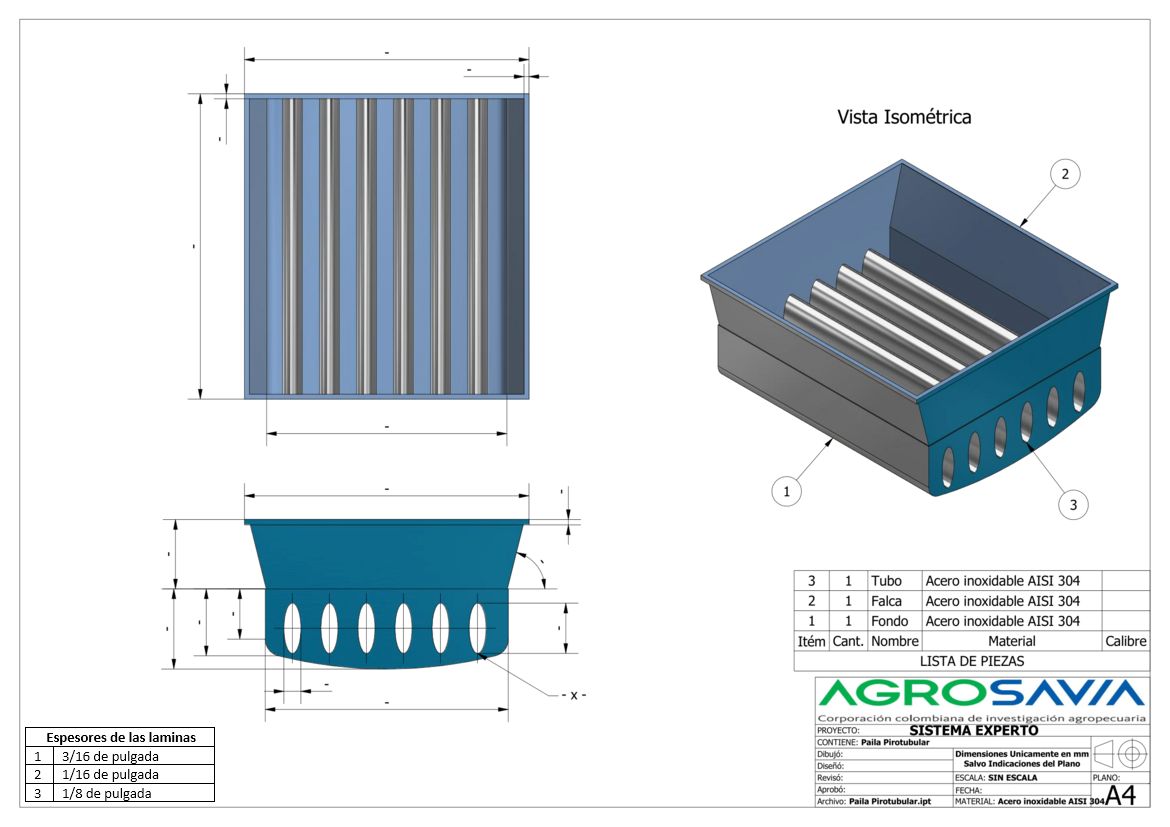 -
-
-
-
Vista Isométrica
2
1
3
-
-
-
-
-
-
-
-
-
-
-
- x -
3 1 Tubo Acero inoxidable AISI 304
2 1 Falca Acero inoxidable AISI 304
1 1 Fondo Acero inoxidable AISI 304
Itém Cant. Nombre Material Calibre
LISTA DE PIEZAS
AGROSAVIA
Corporación colombiana de investigación agropecuaria
PROYECTO: SISTEMA EXPERTO
CONTIENE: Paila Pirotubular
Dibujó:
Diseñó:
Dimensiones Unicamente en mm
Salvo Indicaciones del Plano
Revisó:
ESCALA: SIN ESCALA
PLANO:
Aprobó:
FECHA:
A4
Archivo: Paila Pirotubular.ipt
MATERIAL: Acero inoxidable AISI 304
Espesores de las laminas
1 3/16 de pulgada
2 1/16 de pulgada
3 1/8 de pulgada